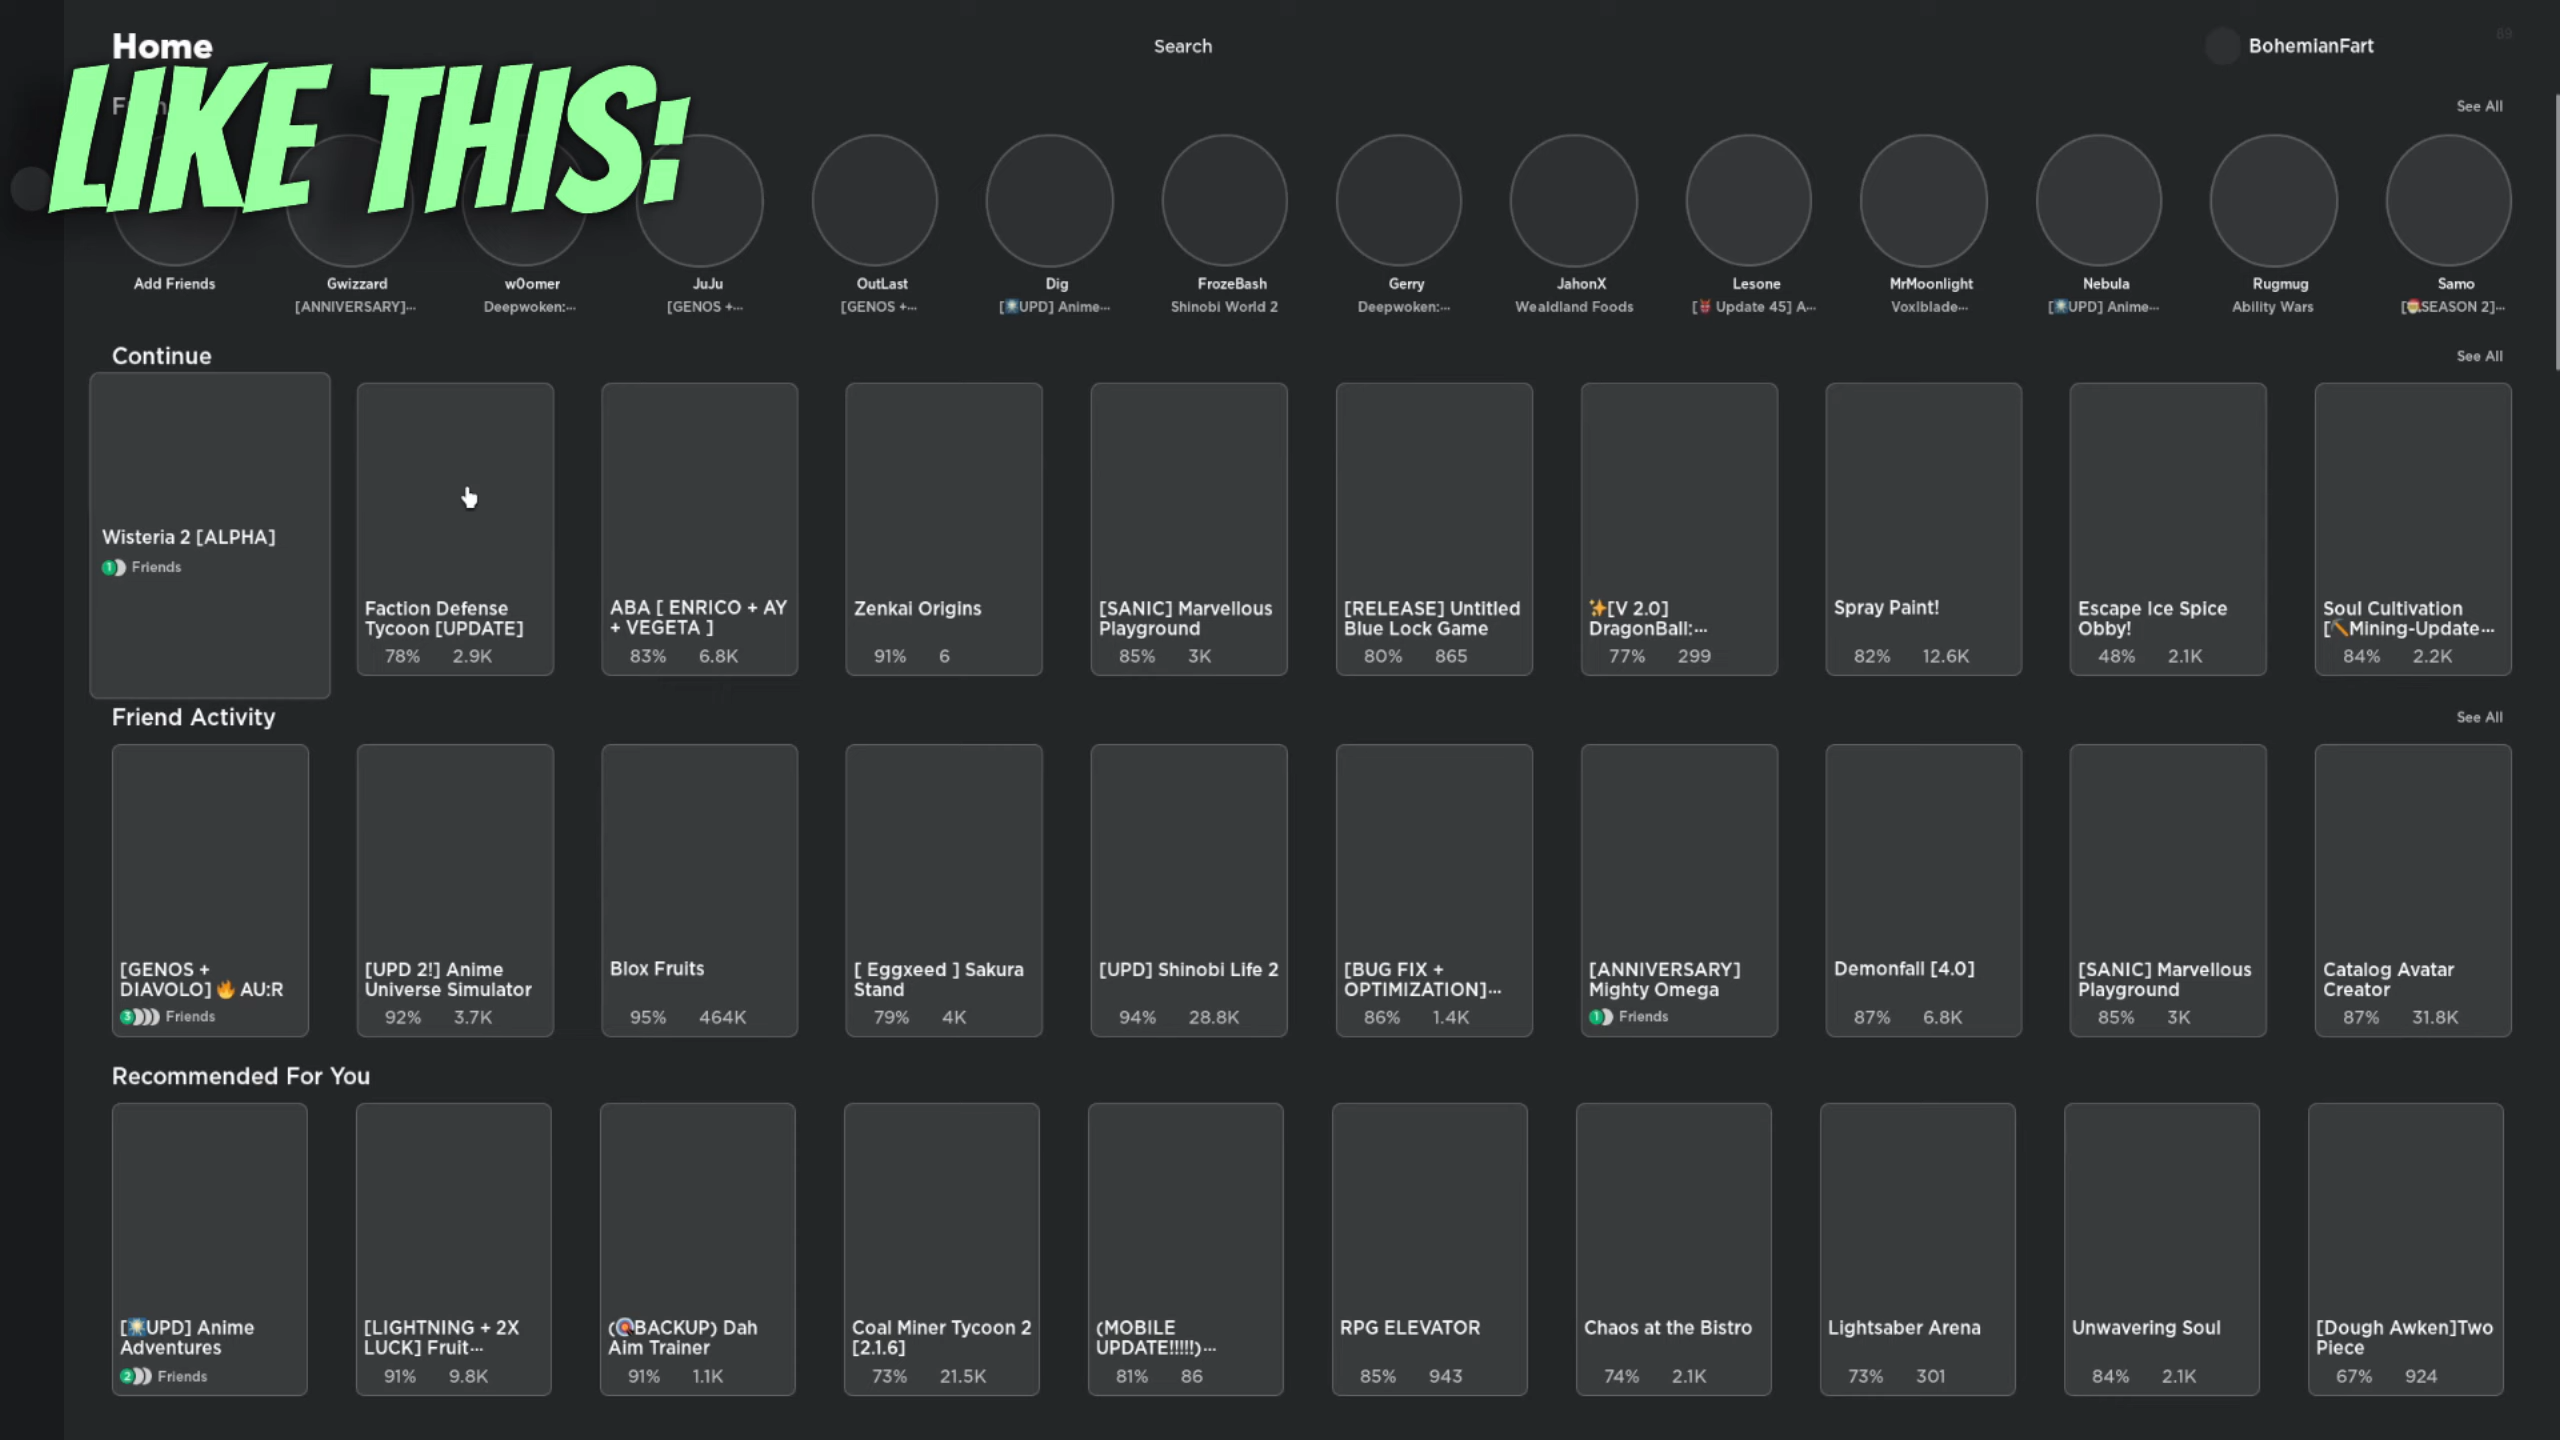 Home
Search
BohemianFart
89
LIKE THIS:
See All
Add Friends
Gwizzard
w0omer
JuJu
OutLast
Dig
FrozeBash
Gerry
JahonX
Lesone
MrMoonlight
Nebula
Rugmug
Samo
[ANNIVERSARY]...
Deepwoken:...
[GENOS +...
[GENOS +...
[💥UPD] Anime...
Shinobi World 2
Deepwoken:...
Wealdland Foods
[👹 Update 45] A...
Voxlblade...
[💥UPD] Anime...
Ability Wars
[🎅SEASON 2]...
Continue
See All
Wisteria 2 [ALPHA]
1 Friends
Faction Defense
Tycoon [UPDATE]
78% 2.9K
ABA [ ENRICO + AY
+ VEGETA ]
83% 6.8K
Zenkai Origins
91% 6
[SANIC] Marvellous
Playground
85% 3K
[RELEASE] Untitled
Blue Lock Game
80% 865
✨[V 2.0]
DragonBall:...
77% 299
Spray Paint!
82% 12.6K
Escape Ice Spice
Obby!
48% 2.1K
Soul Cultivation
[⛏️Mining-Update...
84% 2.2K
Friend Activity
See All
[GENOS +
DIAVOLO] 🔥 AU:R
3 Friends
[UPD 2!] Anime
Universe Simulator
92% 3.7K
Blox Fruits
95% 464K
[ Eggxeed ] Sakura
Stand
79% 4K
[UPD] Shinobi Life 2
94% 28.8K
[BUG FIX +
OPTIMIZATION]...
86% 1.4K
[ANNIVERSARY]
Mighty Omega
1 Friends
Demonfall [4.0]
87% 6.8K
[SANIC] Marvellous
Playground
85% 3K
Catalog Avatar
Creator
87% 31.8K
Recommended For You
[💥UPD] Anime
Adventures
2 Friends
[LIGHTNING + 2X
LUCK] Fruit...
91% 9.8K
(🎯BACKUP) Dah
Aim Trainer
91% 1.1K
Coal Miner Tycoon 2
[2.1.6]
73% 21.5K
(MOBILE
UPDATE!!!!!)...
81% 86
RPG ELEVATOR
85% 943
Chaos at the Bistro
74% 2.1K
Lightsaber Arena
73% 301
Unwavering Soul
84% 2.1K
[Dough Awken]Two
Piece
67% 924